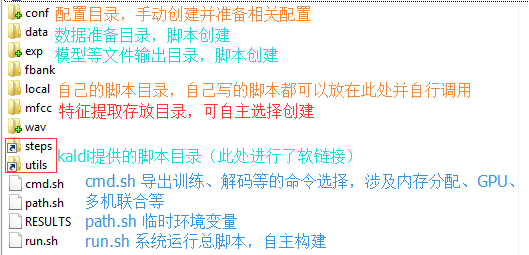 conf 配置目录，手动创建并准备相关配置
data 数据准备目录，脚本创建
exp 模型等文件输出目录，脚本创建
fbank
local 自己的脚本目录，自己写的脚本都可以放在此处并自行调用
mfcc 特征提取存放目录，可自主选择创建
wav
steps
utils kaldi提供的脚本目录（此处进行了软链接）
cmd.sh cmd.sh 导出训练、解码等的命令选择，涉及内存分配、GPU、
path.sh 多机联合等
RESULTS path.sh 临时环境变量
run.sh run.sh 系统运行总脚本，自主构建